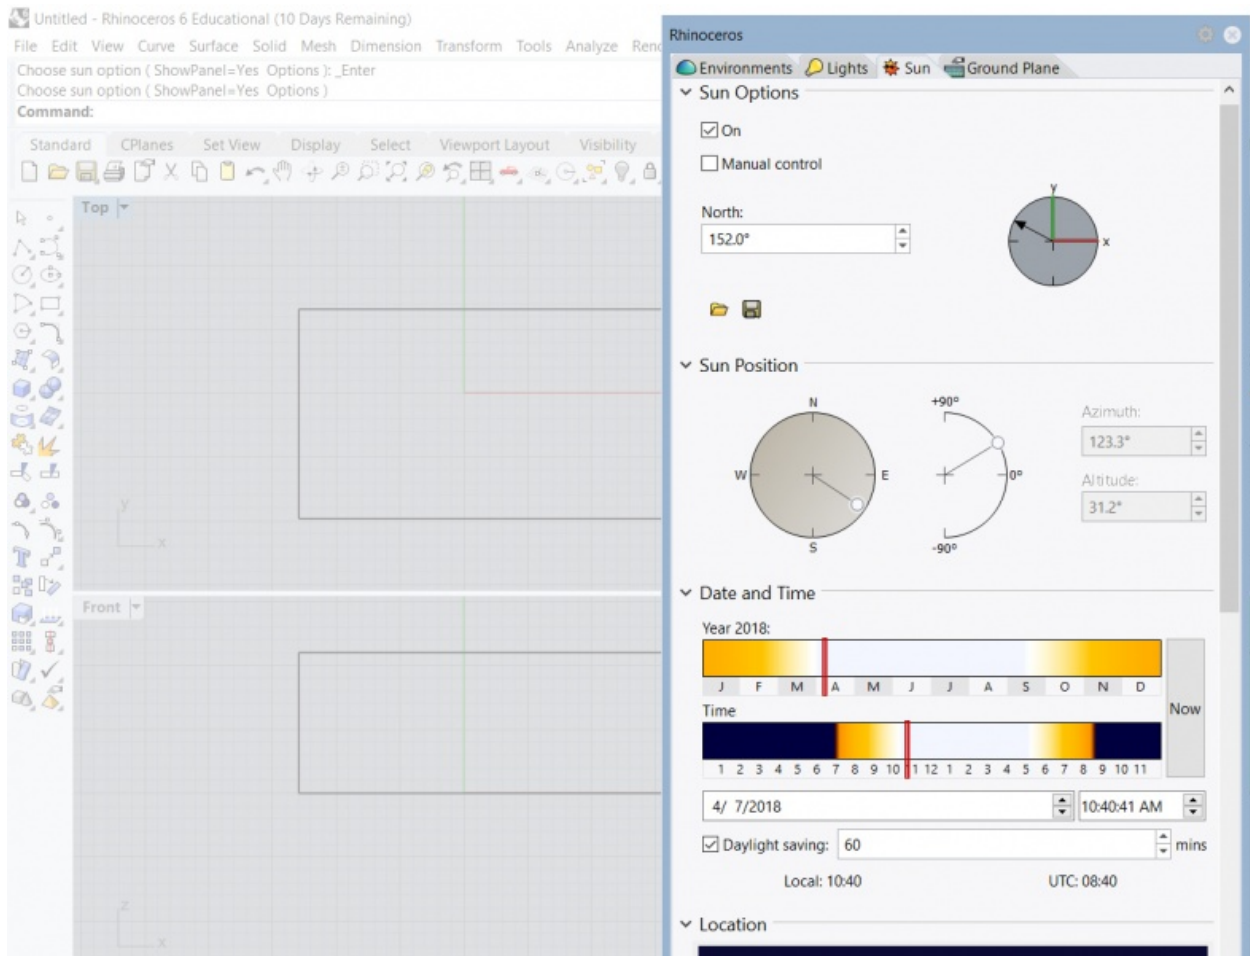 Untitled - Rhinoceros 6 Educational (10 Days Remaining)
File Edit View Curve Surface Solid Mesh Dimension Transform Tools Analyze
Choose sun option ( ShowPanel=Yes Options ): _Enter
Choose sun option ( ShowPanel=Yes Options )
Command:
Standard CPlanes Set View Display Select Viewport Layout Visibility
Top
y
x
Front
z
x
Rhinoceros
Environments Lights Sun Ground Plane
Sun Options
On
Manual control
North:
152.0°
y
x
Sun Position
N
W E
S
+90°
0°
-90°
Azimuth:
123.3°
Altitude:
31.2°
Date and Time
Year 2018:
J F M A M J J A S O N D
Time
1 2 3 4 5 6 7 8 9 10 11 12 1 2 3 4 5 6 7 8 9 10 11
Now
4/ 7/2018 10:40:41 AM
Daylight saving: 60 mins
Local: 10:40 UTC: 08:40
Location